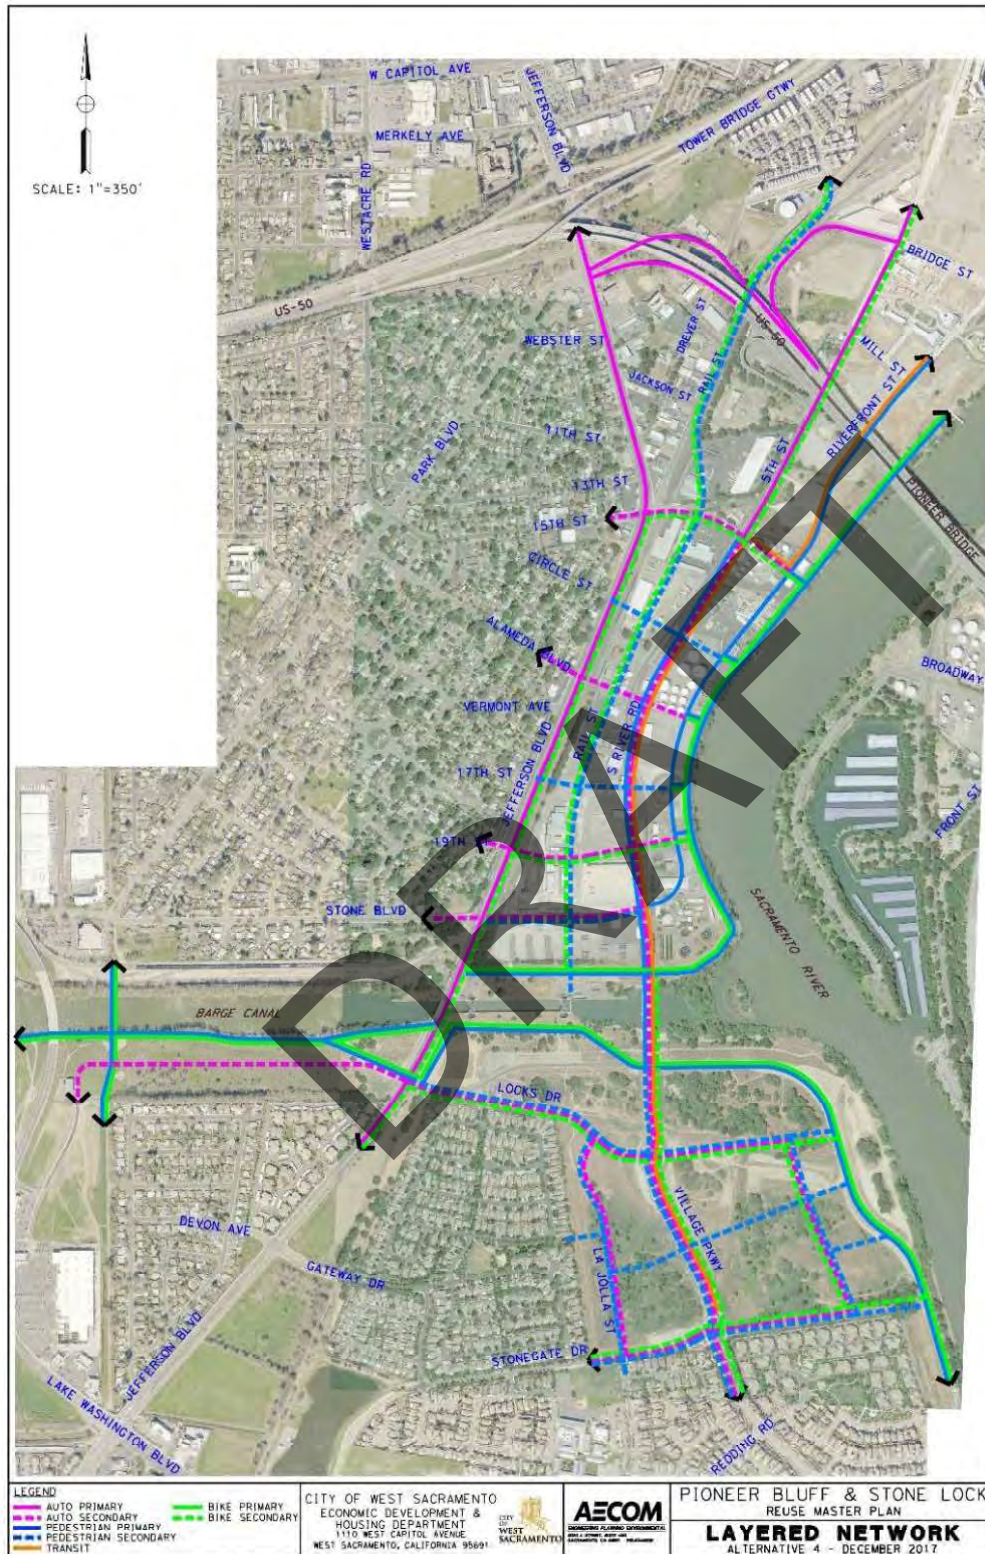 W CAPITOL AVE
JEFFERSON BLVD
TOWER BRIDGE GTWY
MERKELY AVE
WESTACRE RD
SCALE: 1"=350'
BRIDGE ST
US-50
US-50
WEBSTER ST
DREVER ST
MILL ST
JACKSON ST
RAIL ST
RIVERFRONT ST
11TH ST
5TH ST
PARK BLVD
13TH ST
PIONEER BRIDGE
15TH ST
CIRCLE ST
ALAMEDA BLVD
BROADWAY
VERMONT AVE
S RIVER RD
RAIL ST
JEFFERSON BLVD
17TH ST
FRONT ST
19TH ST
STONE BLVD
SACRAMENTO RIVER
BARGE CANAL
LOCKS DR
DEVON AVE
VILLAGE PKWY
GATEWAY DR
LA JOLLA ST
STONEGATE DR
JEFFERSON BLVD
LAKE WASHINGTON BLVD
REDDING RD
DRAFT
LEGEND
AUTO PRIMARY
AUTO SECONDARY
PEDESTRIAN PRIMARY
PEDESTRIAN SECONDARY
TRANSIT
BIKE PRIMARY
BIKE SECONDARY
CITY OF WEST SACRAMENTO
ECONOMIC DEVELOPMENT &
HOUSING DEPARTMENT
1110 WEST CAPITOL AVENUE
WEST SACRAMENTO, CALIFORNIA 95691
CITY OF
WEST
SACRAMENTO
AECOM
PIONEER BLUFF & STONE LOCK
REUSE MASTER PLAN
LAYERED NETWORK
ALTERNATIVE 4 - DECEMBER 2017